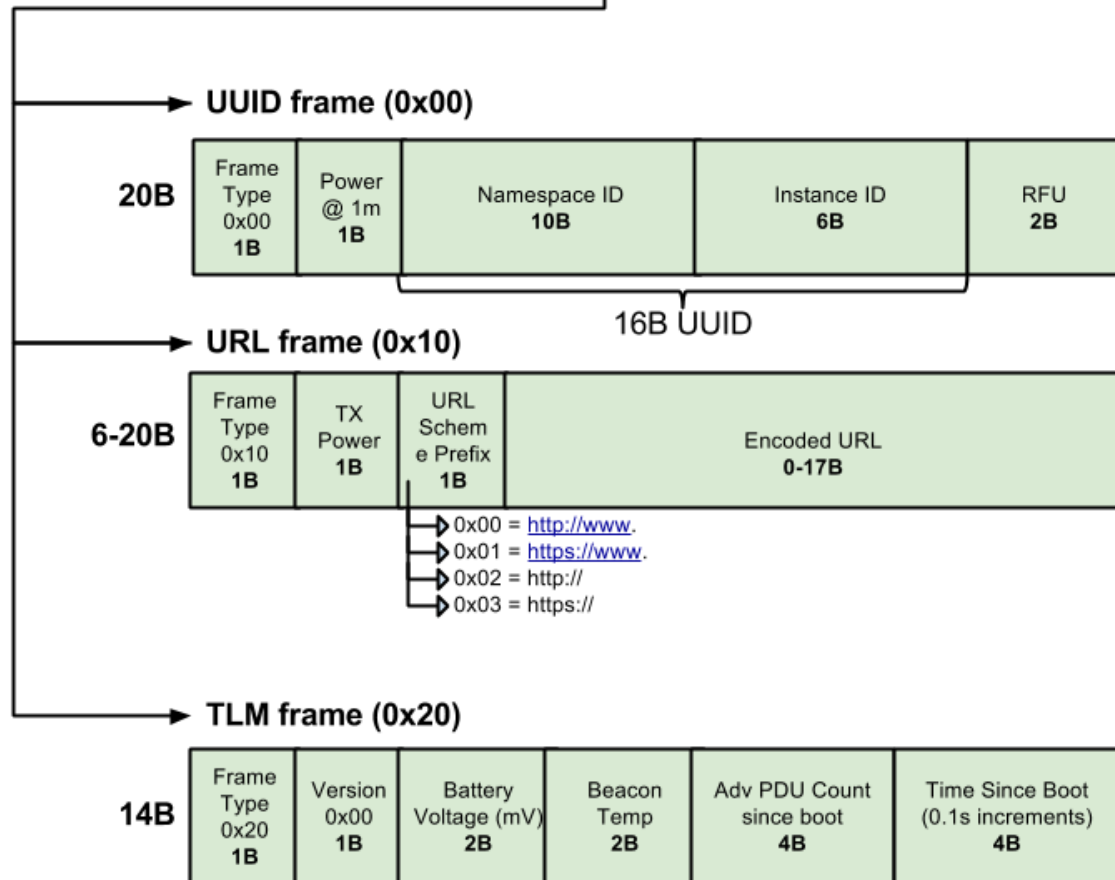 UUID frame (0x00)
20B
Frame
Type
0x00
1B
Power
@ 1m
1B
Namespace ID
10B
Instance ID
6B
RFU
2B
16B UUID
URL frame (0x10)
6-20B
Frame
Type
0x10
1B
TX
Power
1B
URL
Schem
e Prefix
1B
Encoded URL
0-17B
0x00 = http://www.
0x01 = https://www.
0x02 = http://
0x03 = https://
TLM frame (0x20)
14B
Frame
Type
0x20
1B
Version
0x00
1B
Battery
Voltage (mV)
2B
Beacon
Temp
2B
Adv PDU Count
since boot
4B
Time Since Boot
(0.1s increments)
4B